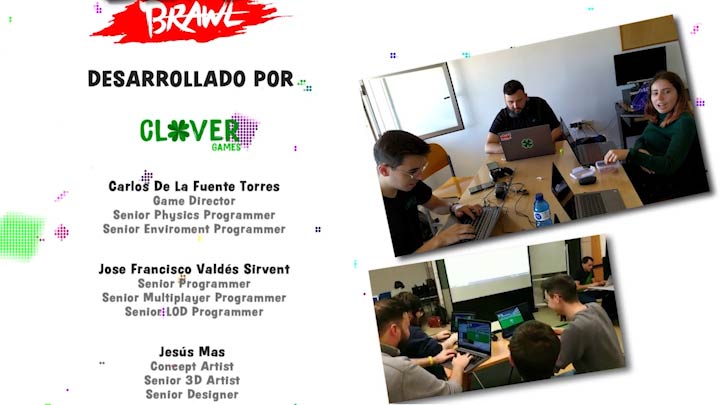 BRAWL
DESARROLLADO POR
CLOVER
GAMES
Carlos De La Fuente Torres
Game Director
Senior Physics Programmer
Senior Enviroment Programmer
Jose Francisco Valdés Sirvent
Senior Programmer
Senior Multiplayer Programmer
Senior LOD Programmer
Jesús Mas
Concept Artist
Senior 3D Artist
Senior Designer